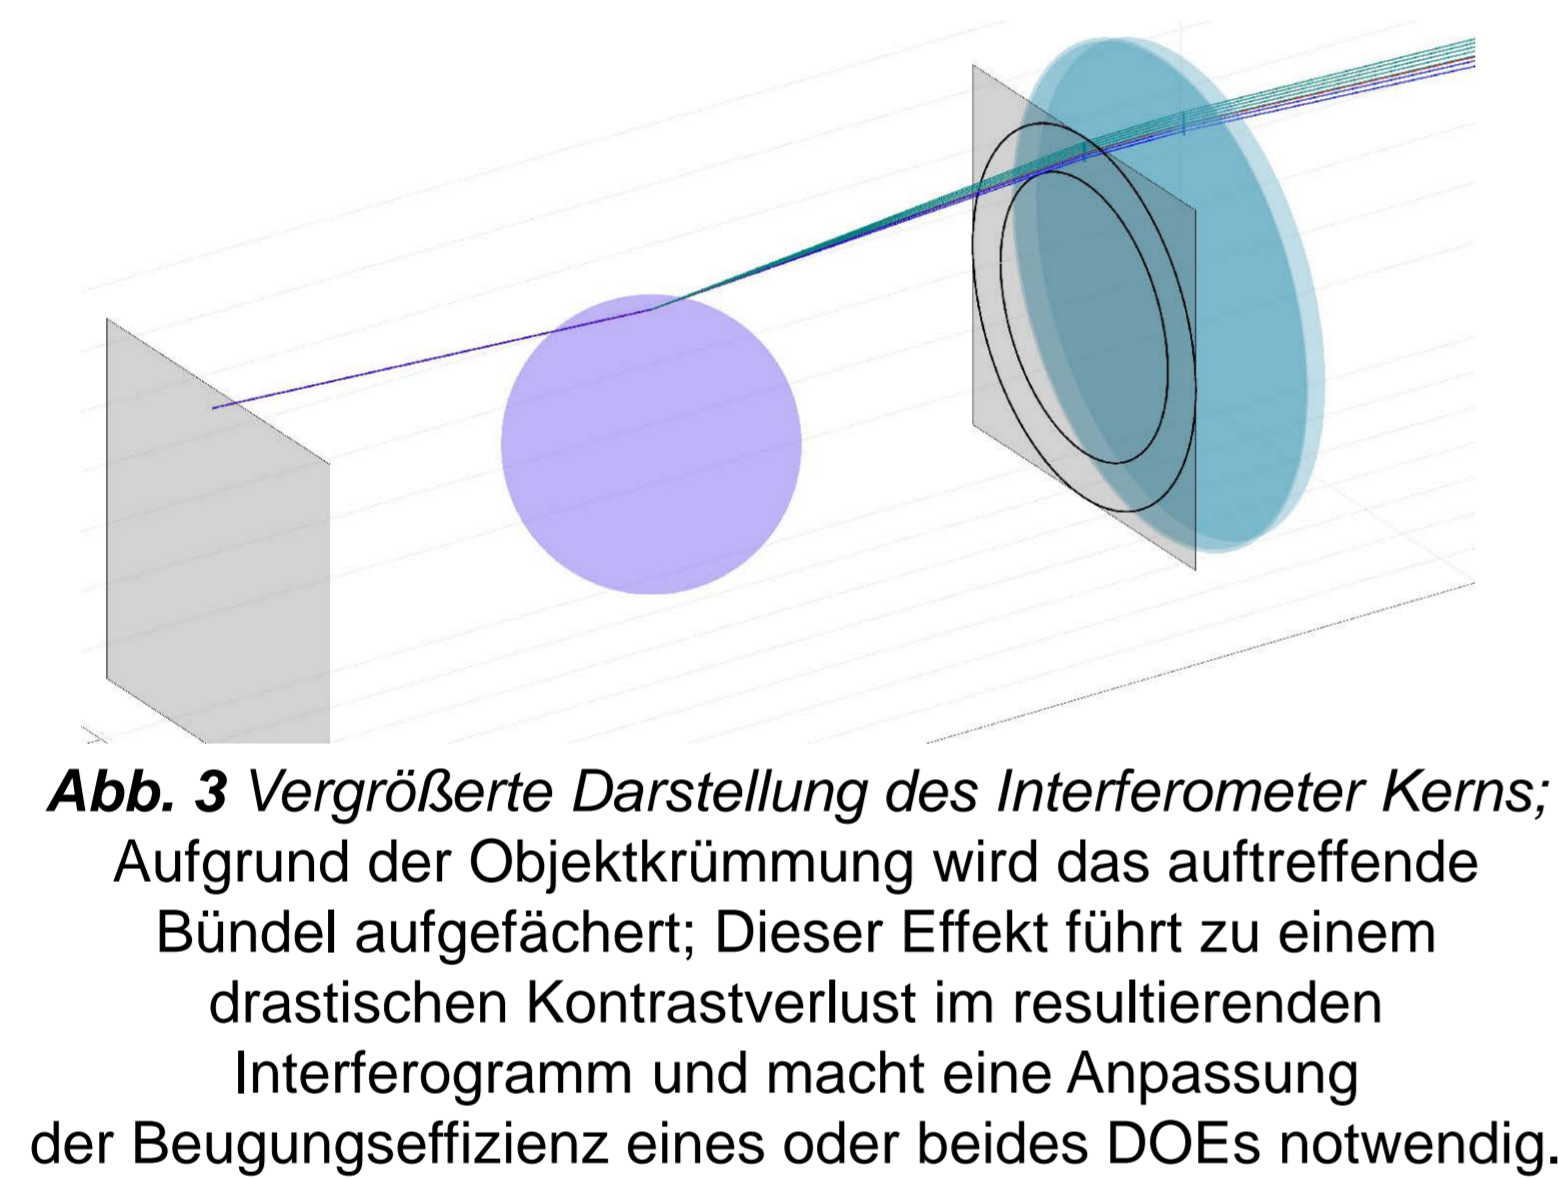 Abb. 3 Vergrößerte Darstellung des Interferometer Kerns;
Aufgrund der Objektkrümmung wird das auftreffende
Bündel aufgefächert; Dieser Effekt führt zu einem
drastischen Kontrastverlust im resultierenden
Interferogramm und macht eine Anpassung
der Beugungseffizienz eines oder beides DOEs notwendig.